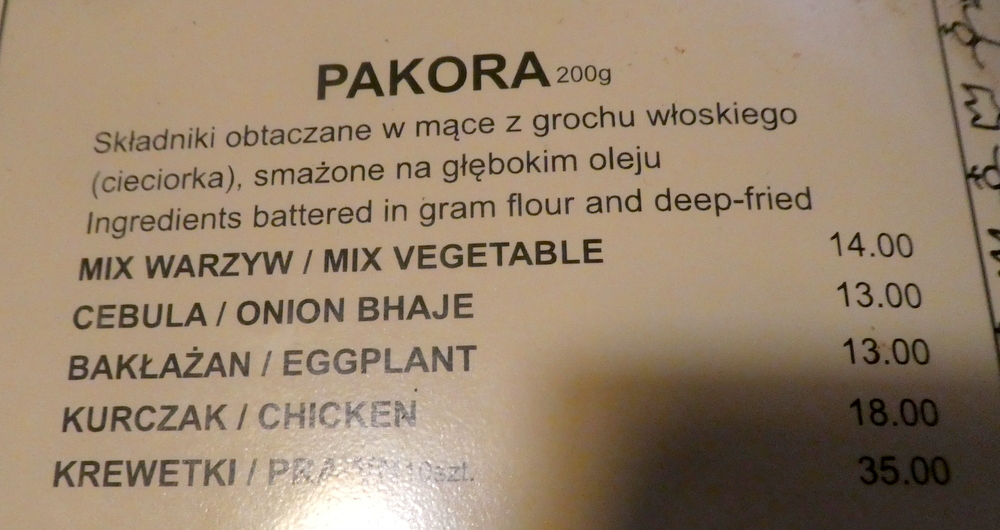 PAKORA 200g
Składniki obtaczane w mące z grochu włoskiego
(cieciorka), smażone na głębokim oleju
Ingredients battered in gram flour and deep-fried
MIX WARZYW / MIX VEGETABLE 14.00
CEBULA / ONION BHAJE 13.00
BAKŁAŻAN / EGGPLANT 13.00
KURCZAK / CHICKEN 18.00
KREWETKI / 10szt. 35.00